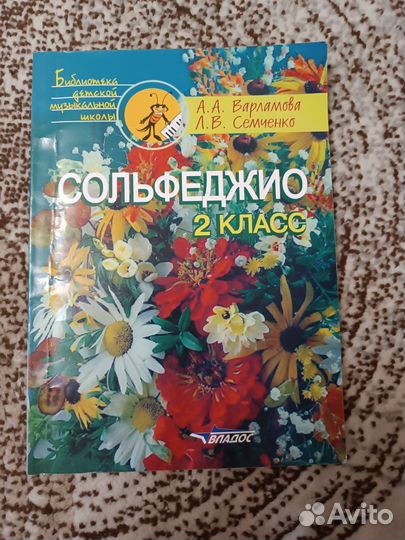 Библиотека
детской
музыкальной
школы
А.А. Варламова
Л.В. Семченко
СОЛЬФЕДЖИО
2 КЛАСС
ВЛАДОС
Avito